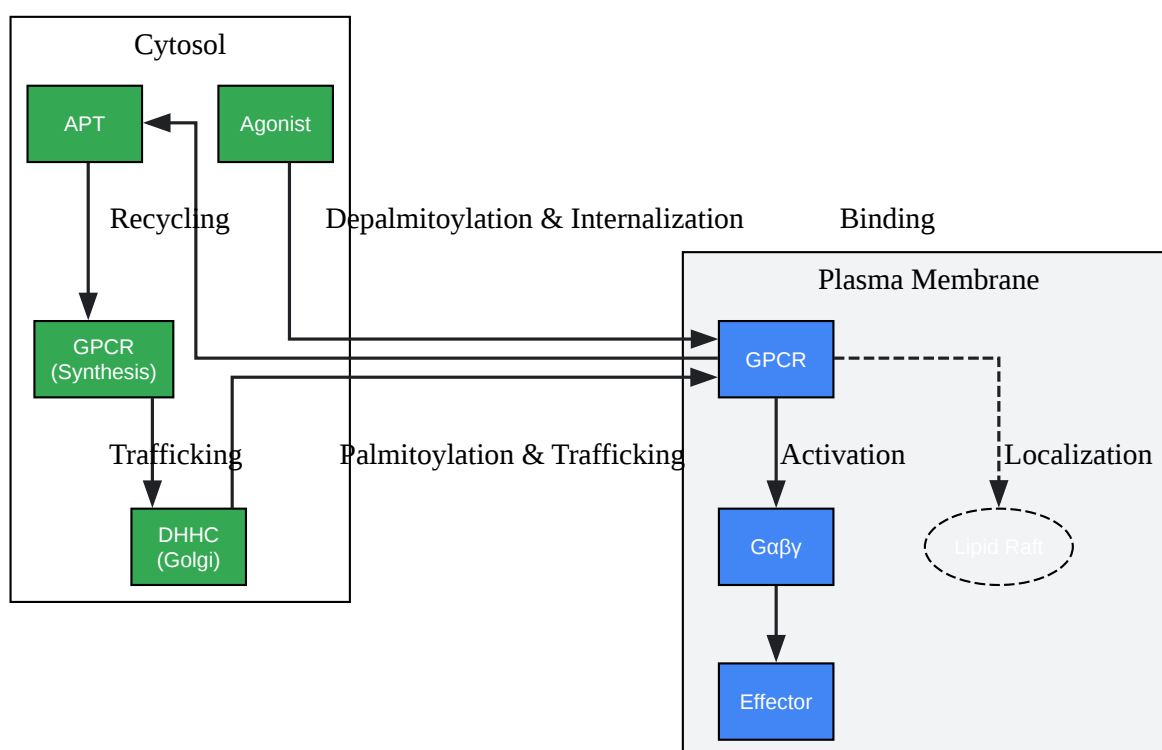 Cytosol
APT
Agonist
Recycling
Depalmitoylation & Internalization
Binding
Plasma Membrane
GPCR
(Synthesis)
GPCR
Trafficking
Palmitoylation & Trafficking
Activation
Localization
DHHC
(Golgi)
Gαβγ
Lipid Raft
Effector